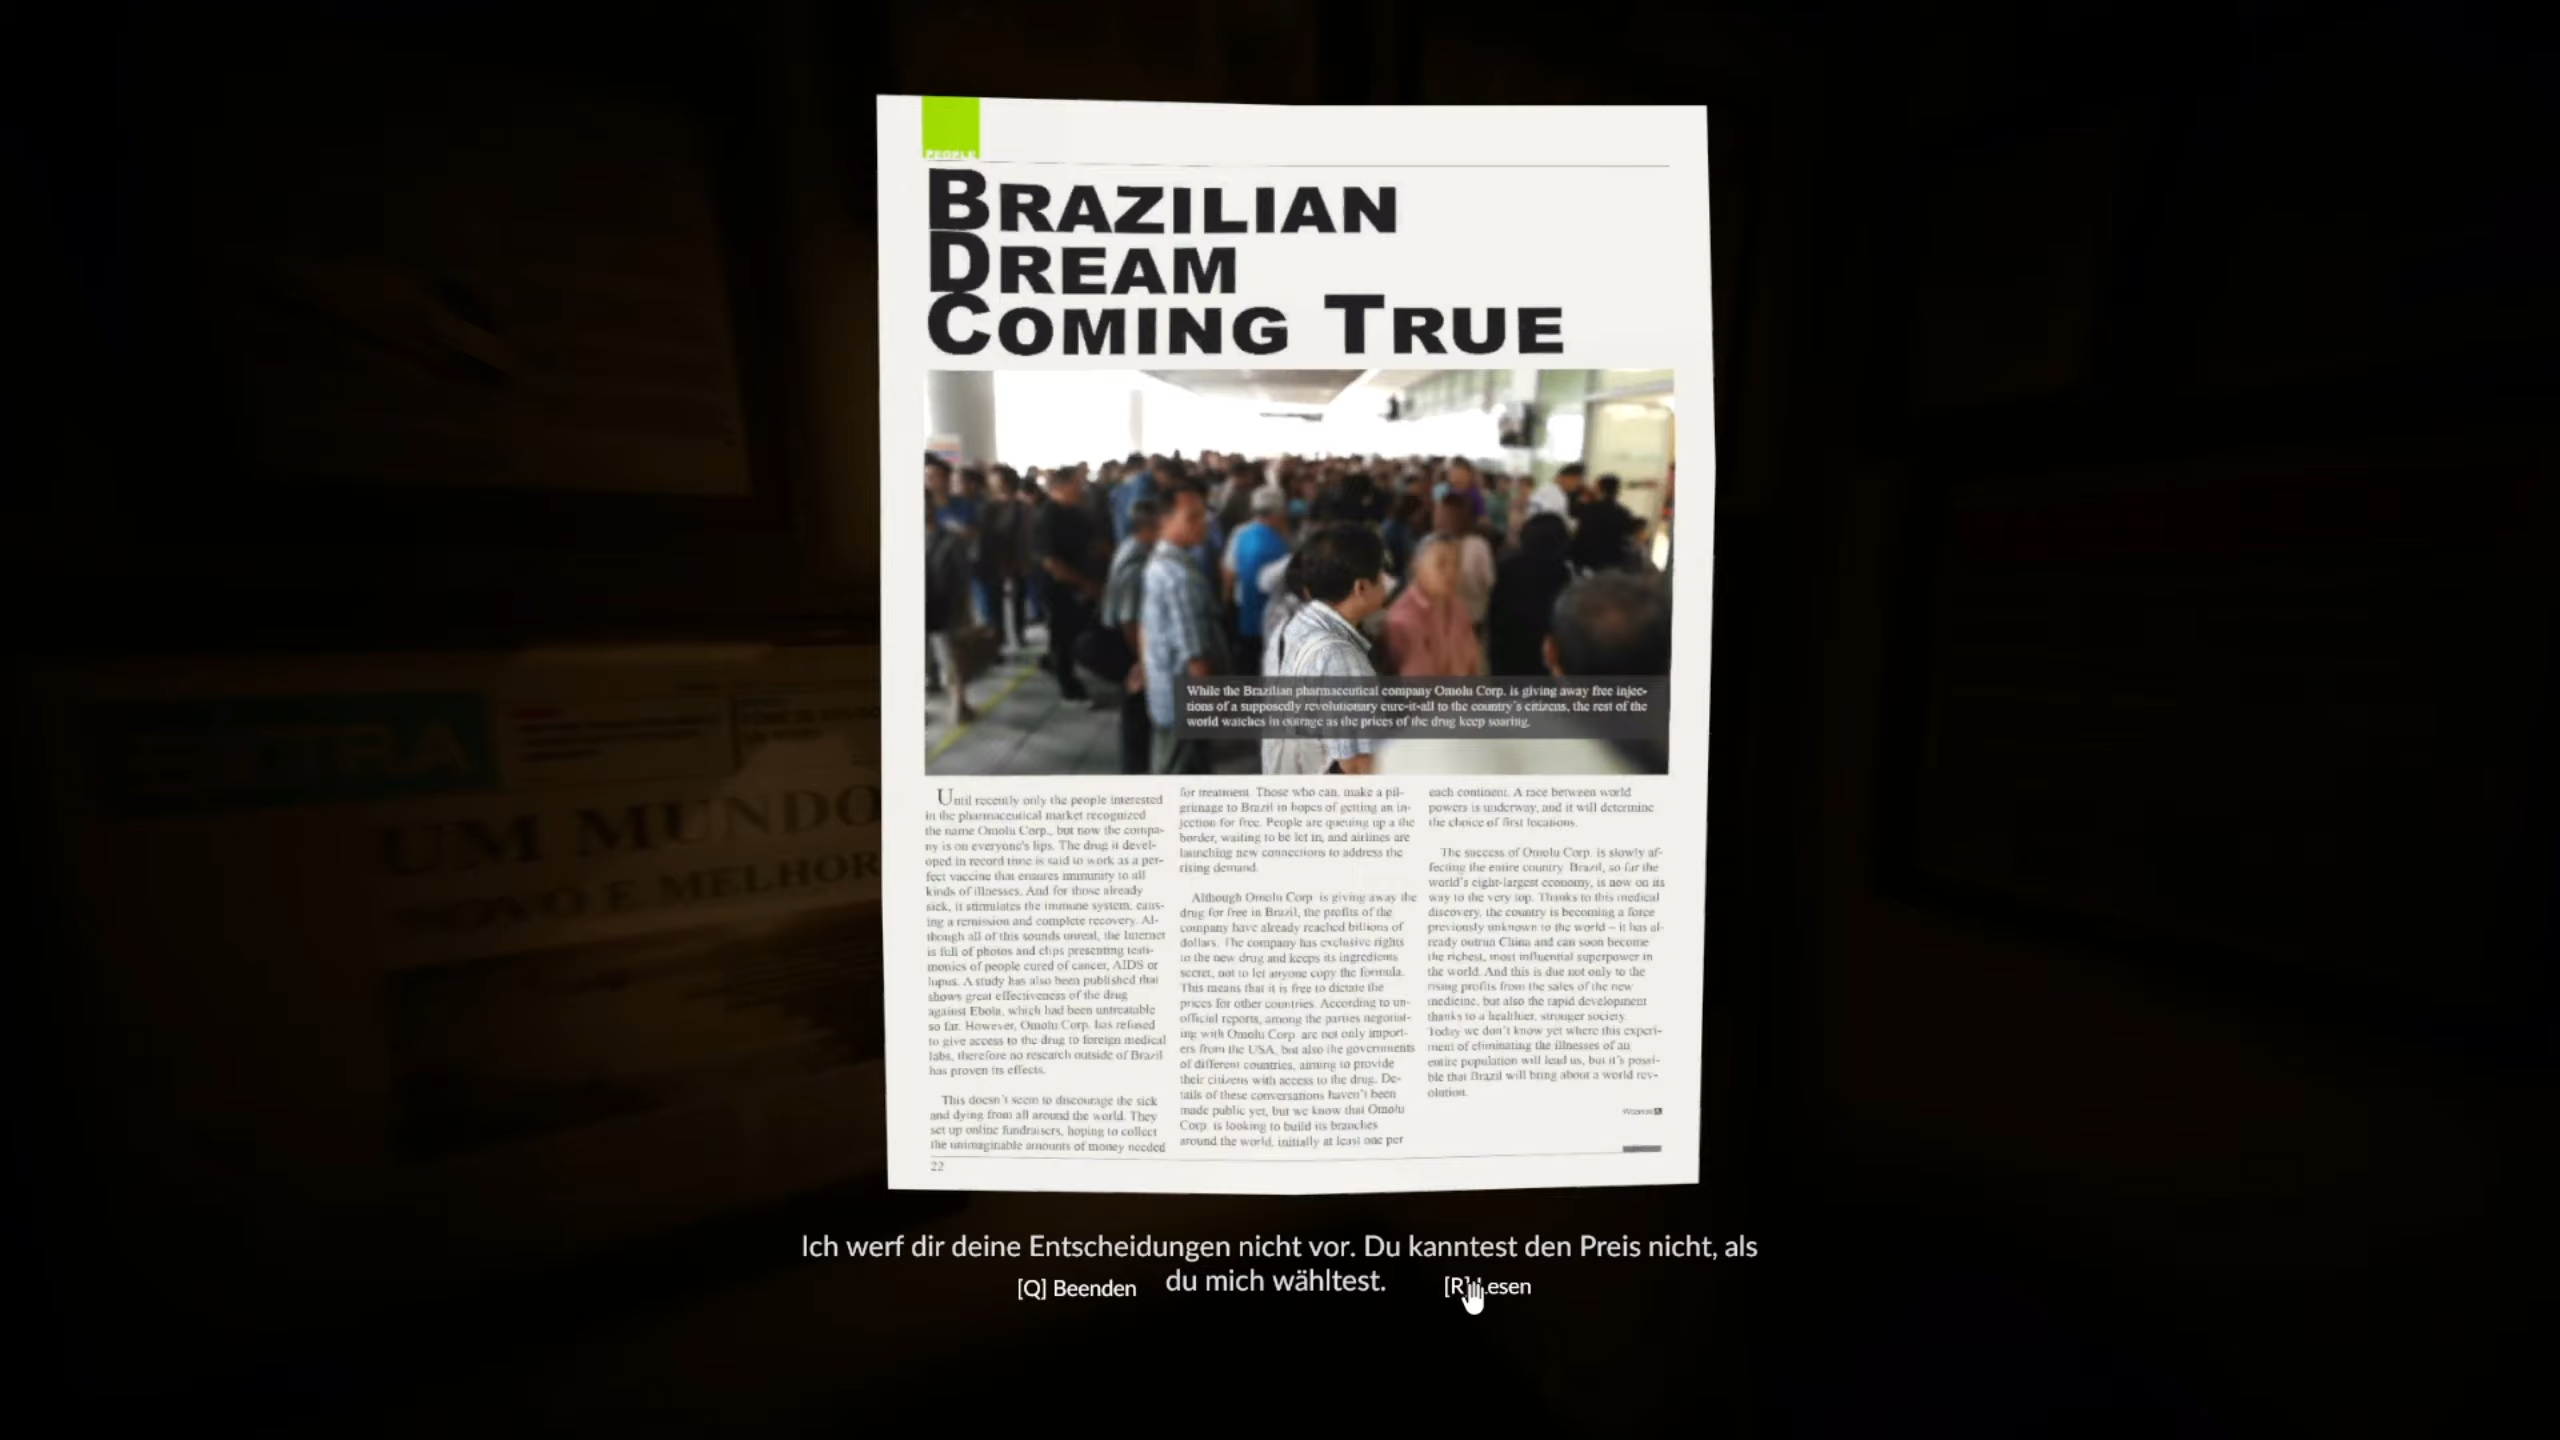 PEOPLE
BRAZILIAN
DREAM
COMING TRUE
While the Brazilian pharmaceutical company Omolu Corp. is giving away free injec-
tions of a supposedly revolutionary cure-it-all to the country's citizens, the rest of the
world watches in outrage as the prices of the drug keep soaring.
Until recently only the people interested
in the pharmaceutical market recognized
the name Omolu Corp., but now the compa-
ny is on everyone's lips. The drug it devel-
oped in record time is said to work as a per-
fect vaccine that ensures immunity to all
kinds of illnesses. And for those already
sick, it stimulates the immune system, caus-
ing a remission and complete recovery. Al-
though all of this sounds unreal, the Internet
is full of photos and clips presenting testi-
monies of people cured of cancer, AIDS or
lupus. A study has also been published that
shows great effectiveness of the drug
against Ebola, which had been untreatable
so far. However, Omolu Corp. has refused
to give access to the drug to foreign medical
labs, therefore no research outside of Brazil
has proven its effects.
This doesn't seem to discourage the sick
and dying from all around the world. They
set up online fundraisers, hoping to collect
the unimaginable amounts of money needed
for treatment. Those who can, make a pil-
grimage to Brazil in hopes of getting an in-
jection for free. People are queuing up a the
border, waiting to be let in, and airlines are
launching new connections to address the
rising demand.
Although Omolu Corp. is giving away the
drug for free in Brazil, the profits of the
company have already reached billions of
dollars. The company has exclusive rights
to the new drug and keeps its ingredients
secret, not to let anyone copy the formula.
This means that it is free to dictate the
prices for other countries. According to un-
official reports, among the parties negotiat-
ing with Omolu Corp. are not only import-
ers from the USA, but also the governments
of different countries, aiming to provide
their citizens with access to the drug. De-
tails of these conversations haven't been
made public yet, but we know that Omolu
Corp. is looking to build its branches
around the world, initially at least one per
each continent. A race between world
powers is underway, and it will determine
the choice of first locations.
The success of Omolu Corp. is slowly af-
fecting the entire country. Brazil, so far the
world's eight-largest economy, is now on its
way to the very top. Thanks to this medical
discovery, the country is becoming a force
previously unknown to the world – it has al-
ready outrun China and can soon become
the richest, most influential superpower in
the world. And this is due not only to the
rising profits from the sales of the new
medicine, but also the rapid development
thanks to a healthier, stronger society.
Today we don't know yet where this experi-
ment of eliminating the illnesses of an
entire population will lead us, but it's possi-
ble that Brazil will bring about a world rev-
olution.
22
UM MUNDO
NOVO E MELHOR
Ich werf dir deine Entscheidungen nicht vor. Du kanntest den Preis nicht, als
du mich wähltest.
[Q] Beenden
[R] Lesen